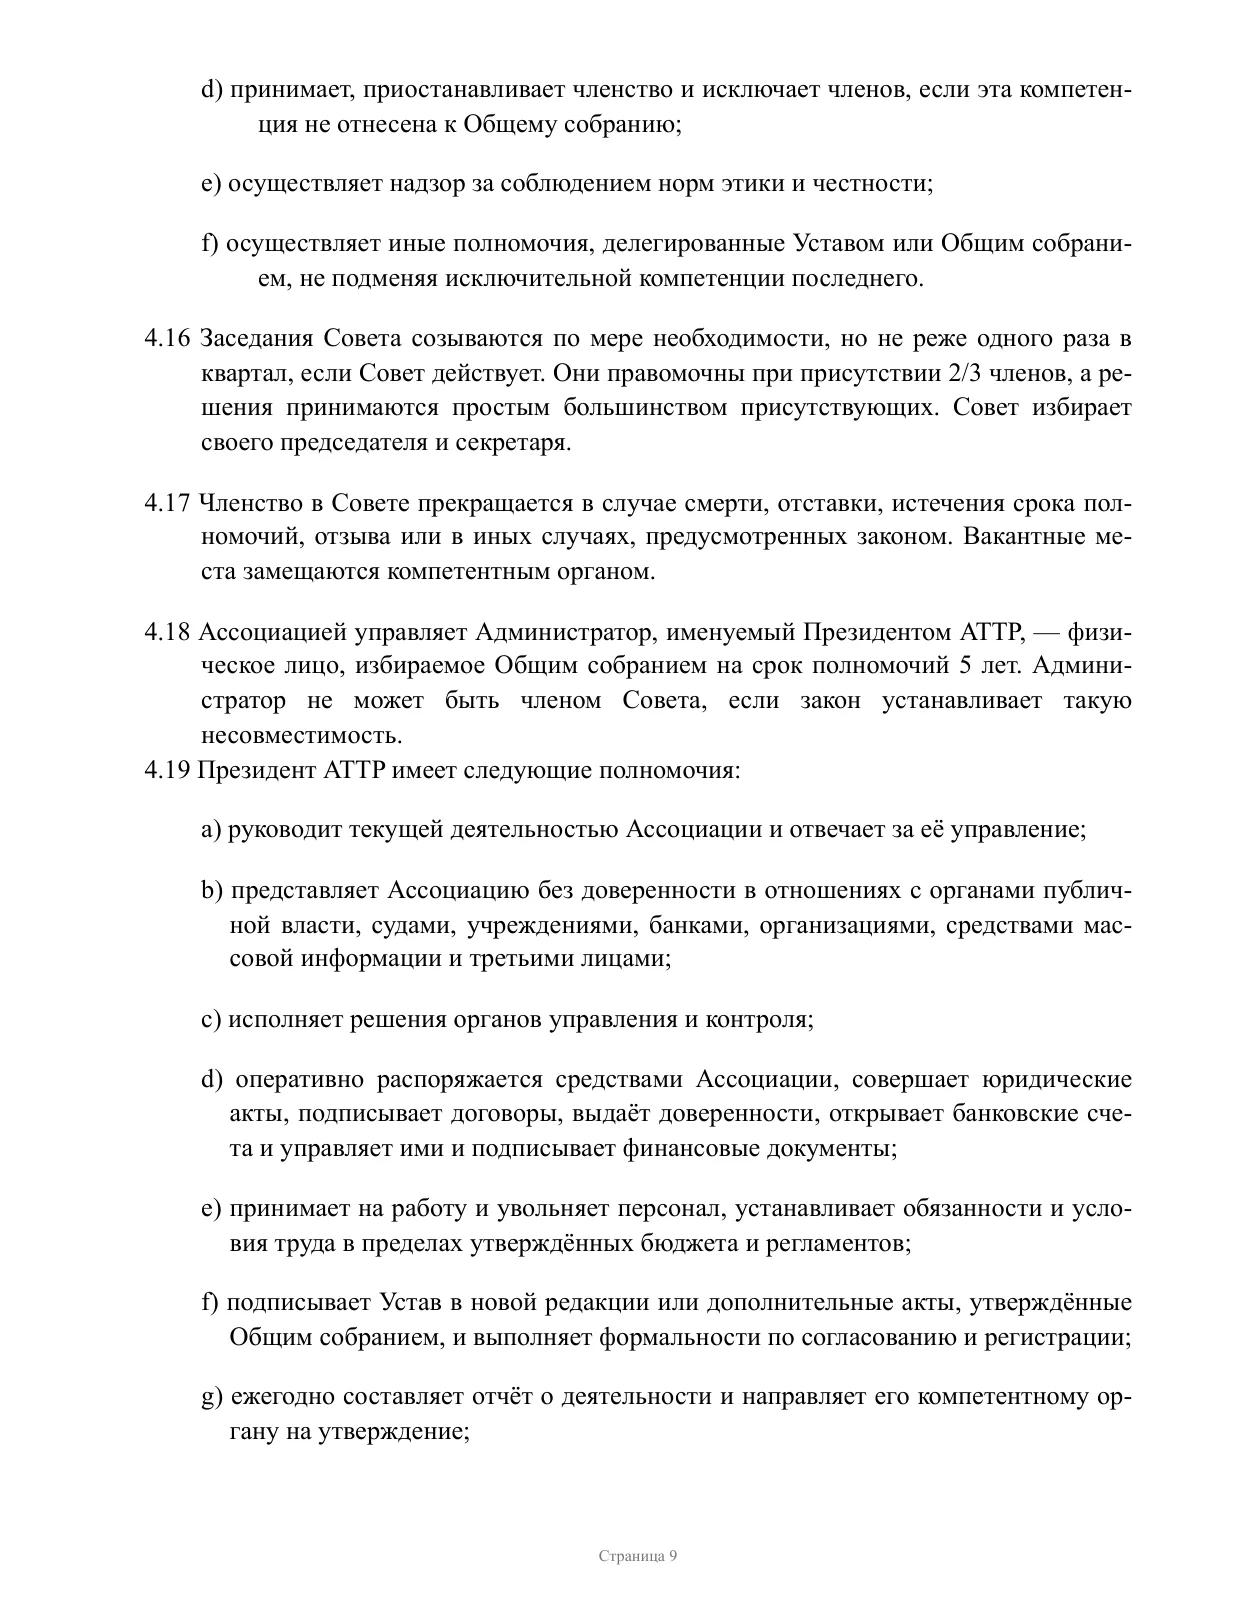 d) принимает, приостанавливает членство и исключает членов, если эта компетен-
ция не отнесена к Общему собранию;
e) осуществляет надзор за соблюдением норм этики и честности;
f) осуществляет иные полномочия, делегированные Уставом или Общим собрани-
ем, не подменяя исключительной компетенции последнего.
4.16 Заседания Совета созываются по мере необходимости, но не реже одного раза в
квартал, если Совет действует. Они правомочны при присутствии 2/3 членов, а ре-
шения принимаются простым большинством присутствующих. Совет избирает
своего председателя и секретаря.
4.17 Членство в Совете прекращается в случае смерти, отставки, истечения срока пол-
номочий, отзыва или в иных случаях, предусмотренных законом. Вакантные ме-
ста замещаются компетентным органом.
4.18 Ассоциацией управляет Администратор, именуемый Президентом АТТР, — физи-
ческое лицо, избираемое Общим собранием на срок полномочий 5 лет. Админи-
стратор не может быть членом Совета, если закон устанавливает такую
несовместимость.
4.19 Президент АТТР имеет следующие полномочия:
a) руководит текущей деятельностью Ассоциации и отвечает за её управление;
b) представляет Ассоциацию без доверенности в отношениях с органами публич-
ной власти, судами, учреждениями, банками, организациями, средствами мас-
совой информации и третьими лицами;
c) исполняет решения органов управления и контроля;
d) оперативно распоряжается средствами Ассоциации, совершает юридические
акты, подписывает договоры, выдаёт доверенности, открывает банковские сче-
та и управляет ими и подписывает финансовые документы;
e) принимает на работу и увольняет персонал, устанавливает обязанности и усло-
вия труда в пределах утверждённых бюджета и регламентов;
f) подписывает Устав в новой редакции или дополнительные акты, утверждённые
Общим собранием, и выполняет формальности по согласованию и регистрации;
g) ежегодно составляет отчёт о деятельности и направляет его компетентному ор-
гану на утверждение;
Страница 9